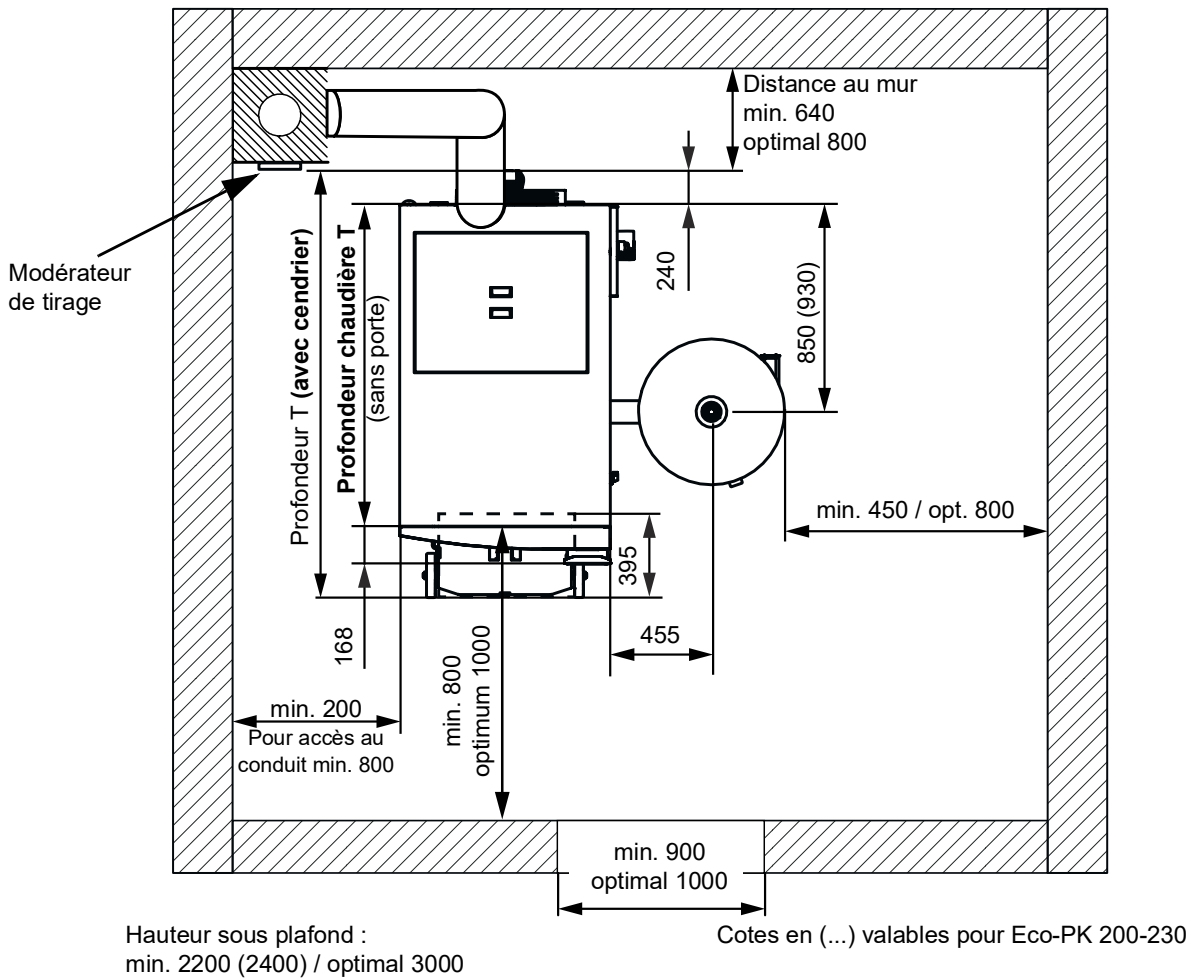 Distance au mur
min. 640
optimal 800
Modérateur
de tirage
Profondeur T (avec cendrier)
Profondeur chaudière T
(sans porte)
240
850 (930)
min. 450 / opt. 800
395
168
455
min. 800
optimum 1000
min. 200
Pour accès au
conduit min. 800
min. 900
optimal 1000
Hauteur sous plafond :
min. 2200 (2400) / optimal 3000
Cotes en (...) valables pour Eco-PK 200-230